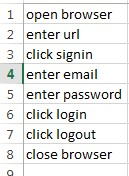 1 open browser
2 enter url
3 click signin
4 enter email
5 enter password
6 click login
7 click logout
8 close browser
9